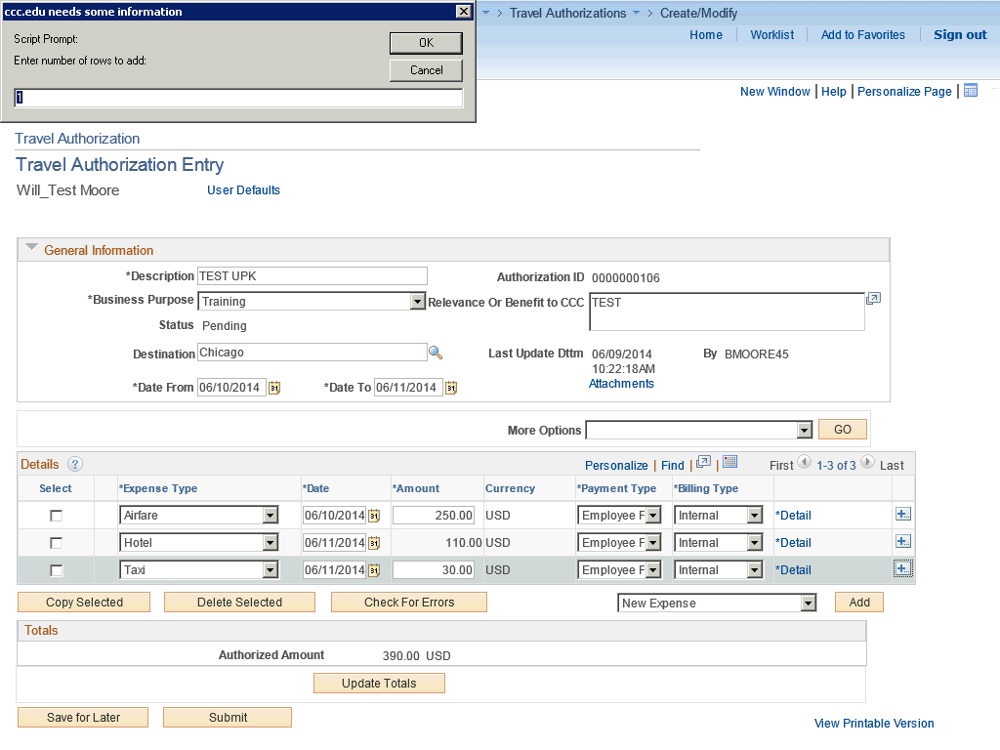 ccc.edu needs some information
Script Prompt:
OK
Enter number of rows to add:
Cancel
1
Travel Authorizations > Create/Modify
Home Worklist Add to Favorites Sign out
New Window | Help | Personalize Page |
Travel Authorization
Travel Authorization Entry
Will_Test Moore User Defaults
General Information
*Description TEST UPK Authorization ID 0000000106
*Business Purpose Training Relevance Or Benefit to CCC TEST
Status Pending
Destination Chicago Last Update Dttm 06/09/2014 By BMOORE45
10:22:18AM
*Date From 06/10/2014 31 *Date To 06/11/2014 31 Attachments
More Options GO
Details ? Personalize | Find | | First 1-3 of 3 Last
Select *Expense Type *Date *Amount Currency *Payment Type *Billing Type
Airfare 06/10/2014 31 250.00 USD Employee P Internal *Detail
Hotel 06/11/2014 31 110.00 USD Employee P Internal *Detail
Taxi 06/11/2014 31 30.00 USD Employee P Internal *Detail
Copy Selected Delete Selected Check For Errors New Expense Add
Totals
Authorized Amount 390.00 USD
Update Totals
Save for Later Submit
View Printable Version